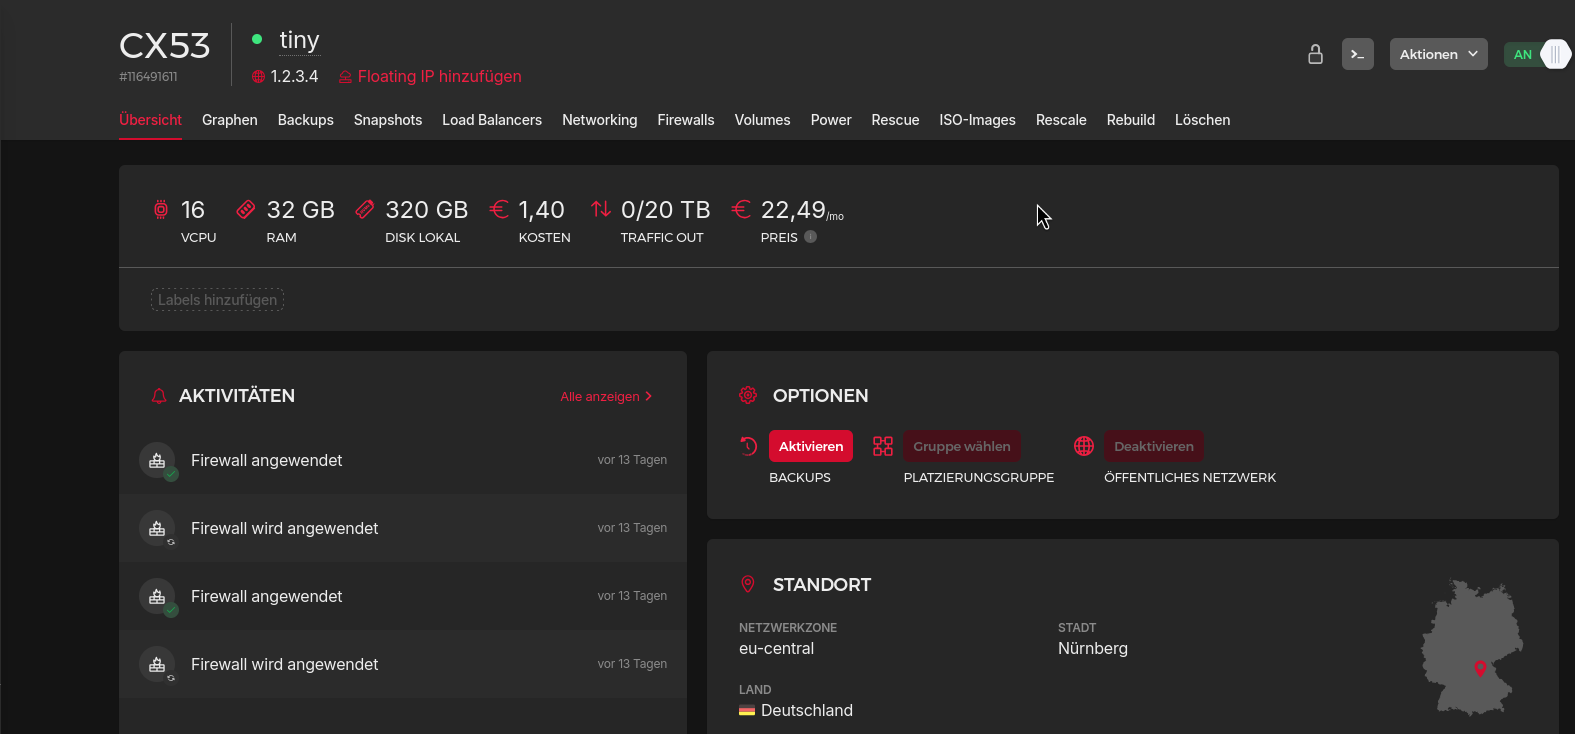 CX53
#116491611
tiny
1.2.3.4 Floating IP hinzufügen
>_ Aktionen AN
Übersicht Graphen Backups Snapshots Load Balancers Networking Firewalls Volumes Power Rescue ISO-Images Rescale Rebuild Löschen
16 32 GB 320 GB € 1,40 0/20 TB € 22,49/mo
VCPU RAM DISK LOKAL KOSTEN TRAFFIC OUT PREIS i
Labels hinzufügen
AKTIVITÄTEN Alle anzeigen
Firewall angewendet vor 13 Tagen
Firewall wird angewendet vor 13 Tagen
Firewall angewendet vor 13 Tagen
Firewall wird angewendet vor 13 Tagen
OPTIONEN
Aktivieren Gruppe wählen Deaktivieren
BACKUPS PLATZIERUNGSGRUPPE ÖFFENTLICHES NETZWERK
STANDORT
NETZWERKZONE STADT
eu-central Nürnberg
LAND
Deutschland